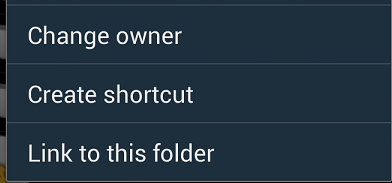 Change owner
Create shortcut
Link to this folder